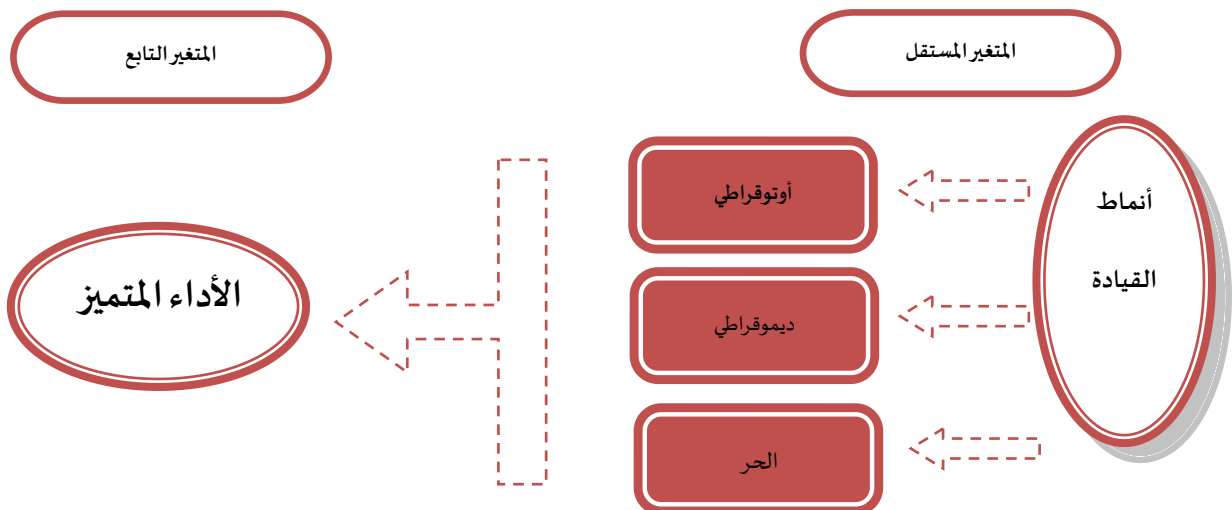 المتغير المستقل
المتغير التابع
أنماط
القيادة
أوتوقراطي
ديموقراطي
الحر
الأداء المتميز